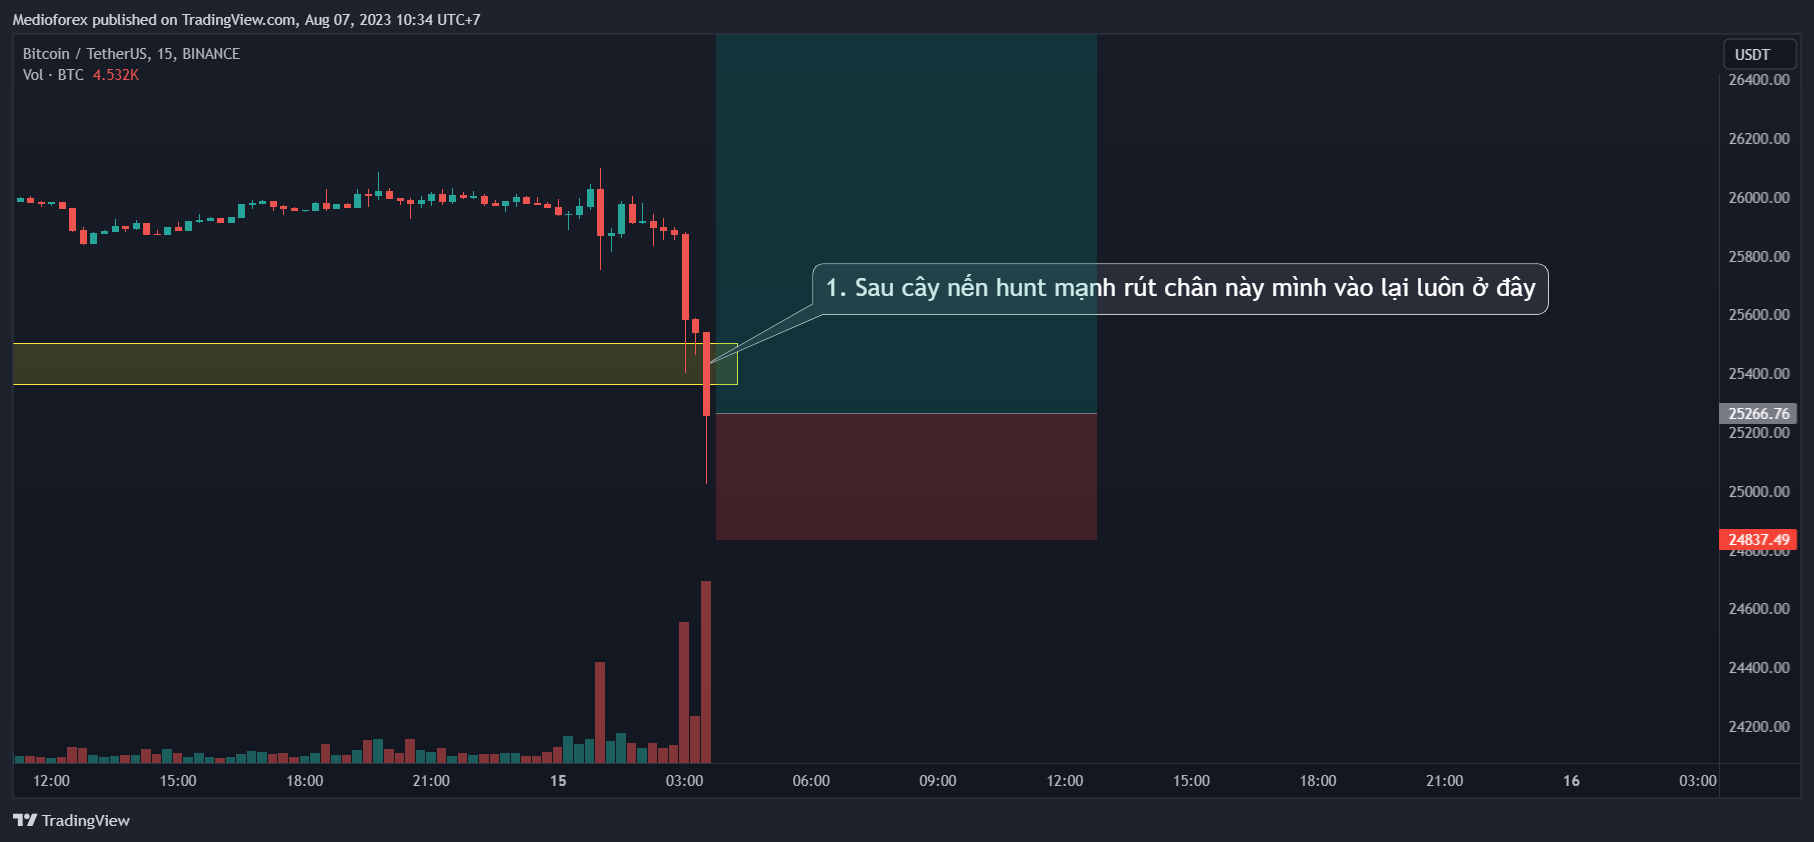 Medioforex published on TradingView.com, Aug 07, 2023 10:34 UTC+7
Bitcoin / TetherUS, 15, BINANCE
Vol · BTC 4.532K
USDT
26400.00
26200.00
26000.00
25800.00
1. Sau cây nến hunt mạnh rút chân này mình vào lại luôn ở đây
25600.00
25400.00
25266.76
25200.00
25000.00
24837.49
24800.00
24600.00
24400.00
24200.00
12:00 15:00 18:00 21:00 15 03:00 06:00 09:00 12:00 15:00 18:00 21:00 16 03:00
TradingView